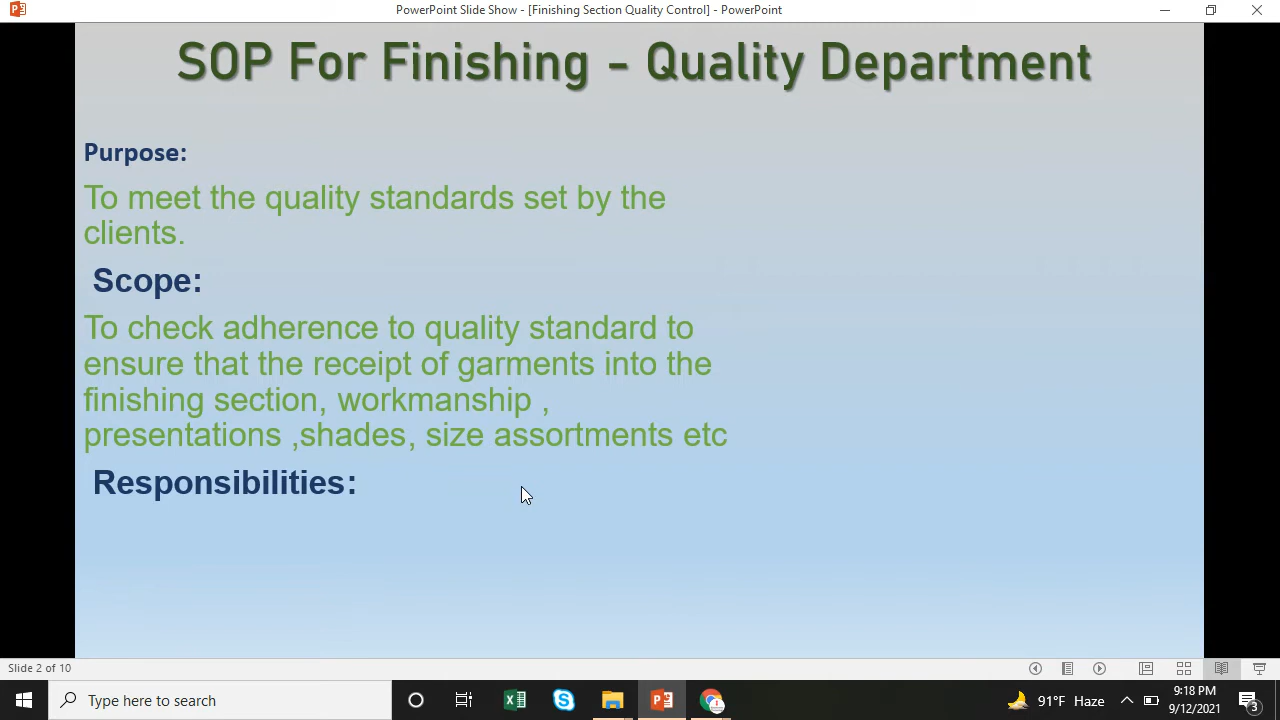 PowerPoint Slide Show - [Finishing Section Quality Control] - PowerPoint
SOP For Finishing - Quality Department
Purpose:
To meet the quality standards set by the
clients.
Scope:
To check adherence to quality standard to
ensure that the receipt of garments into the
finishing section, workmanship ,
presentations ,shades, size assortments etc
Responsibilities:
Slide 2 of 10
Type here to search
91°F Haze
9:18 PM
9/12/2021
3